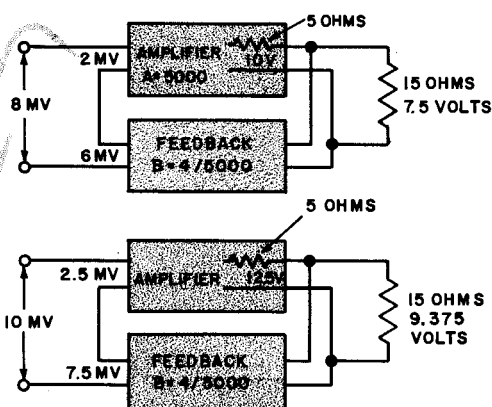 5 OHMS
AMPLIFIER
2 MV
10V
A=5000
15 OHMS
7.5 VOLTS
8 MV
FEEDBACK
6 MV
B=4/5000
5 OHMS
AMPLIFIER
2.5 MV
12.5V
15 OHMS
9.375
VOLTS
10 MV
FEEDBACK
7.5 MV
B=4/5000